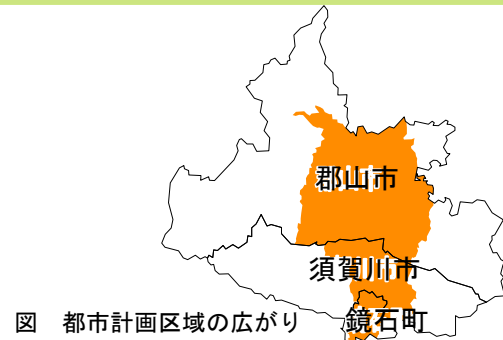 郡山市
須賀川市
鏡石町
図　都市計画区域の広がり